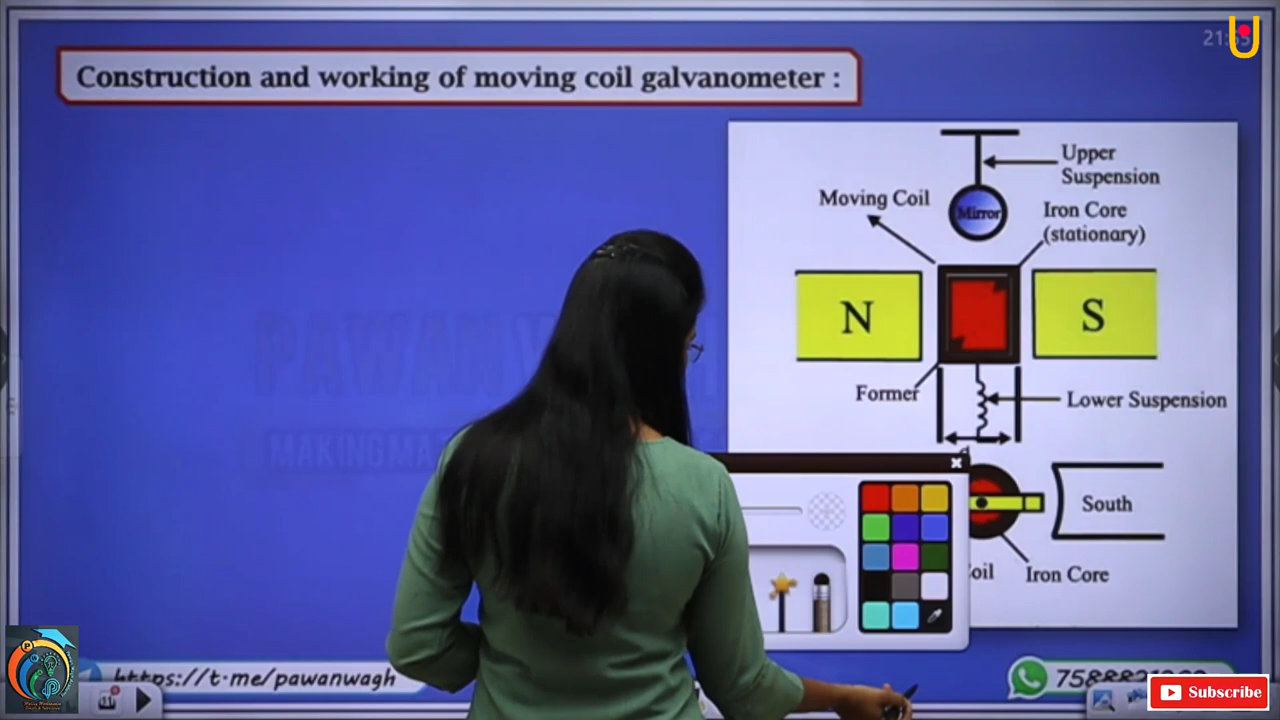 Construction and working of moving coil galvanometer :
Upper
Suspension
Moving Coil
Mirror
Iron Core
(stationary)
N
S
Former
Lower Suspension
d
South
oil
Iron Core
https://t.me/pawanwagh
Subscribe